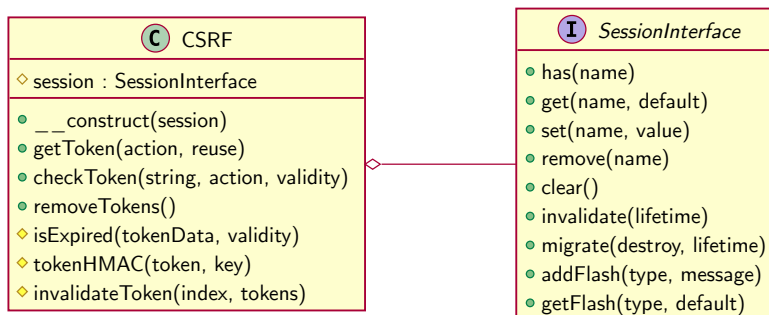 C CSRF
session : SessionInterface
__construct(session)
getToken(action, reuse)
checkToken(string, action, validity)
removeTokens()
isExpired(tokenData, validity)
tokenHMAC(token, key)
invalidateToken(index, tokens)
I SessionInterface
has(name)
get(name, default)
set(name, value)
remove(name)
clear()
invalidate(lifetime)
migrate(destroy, lifetime)
addFlash(type, message)
getFlash(type, default)